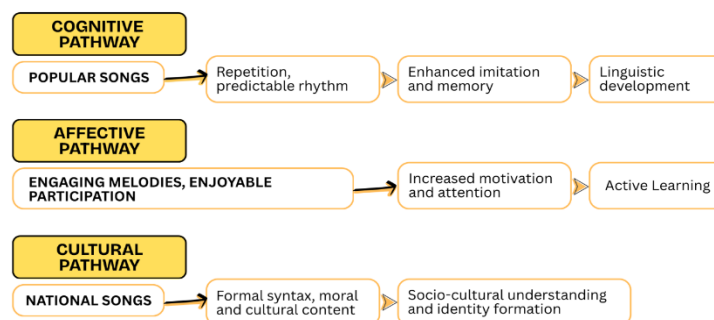 COGNITIVE
PATHWAY
POPULAR SONGS
Repetition,
predictable rhythm
Enhanced imitation
and memory
Linguistic
development
AFFECTIVE
PATHWAY
ENGAGING MELODIES, ENJOYABLE
PARTICIPATION
Increased motivation
and attention
Active Learning
CULTURAL
PATHWAY
NATIONAL SONGS
Formal syntax, moral
and cultural content
Socio-cultural understanding
and identity formation